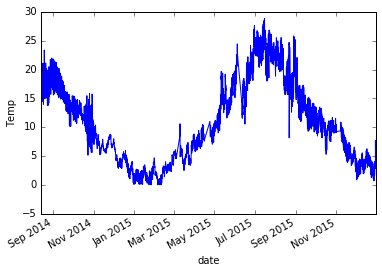 30
25
20
15
10
5
0
-5
Temp
Sep 2014
Nov 2014
Jan 2015
Mar 2015
May 2015
Jul 2015
Sep 2015
Nov 2015
date